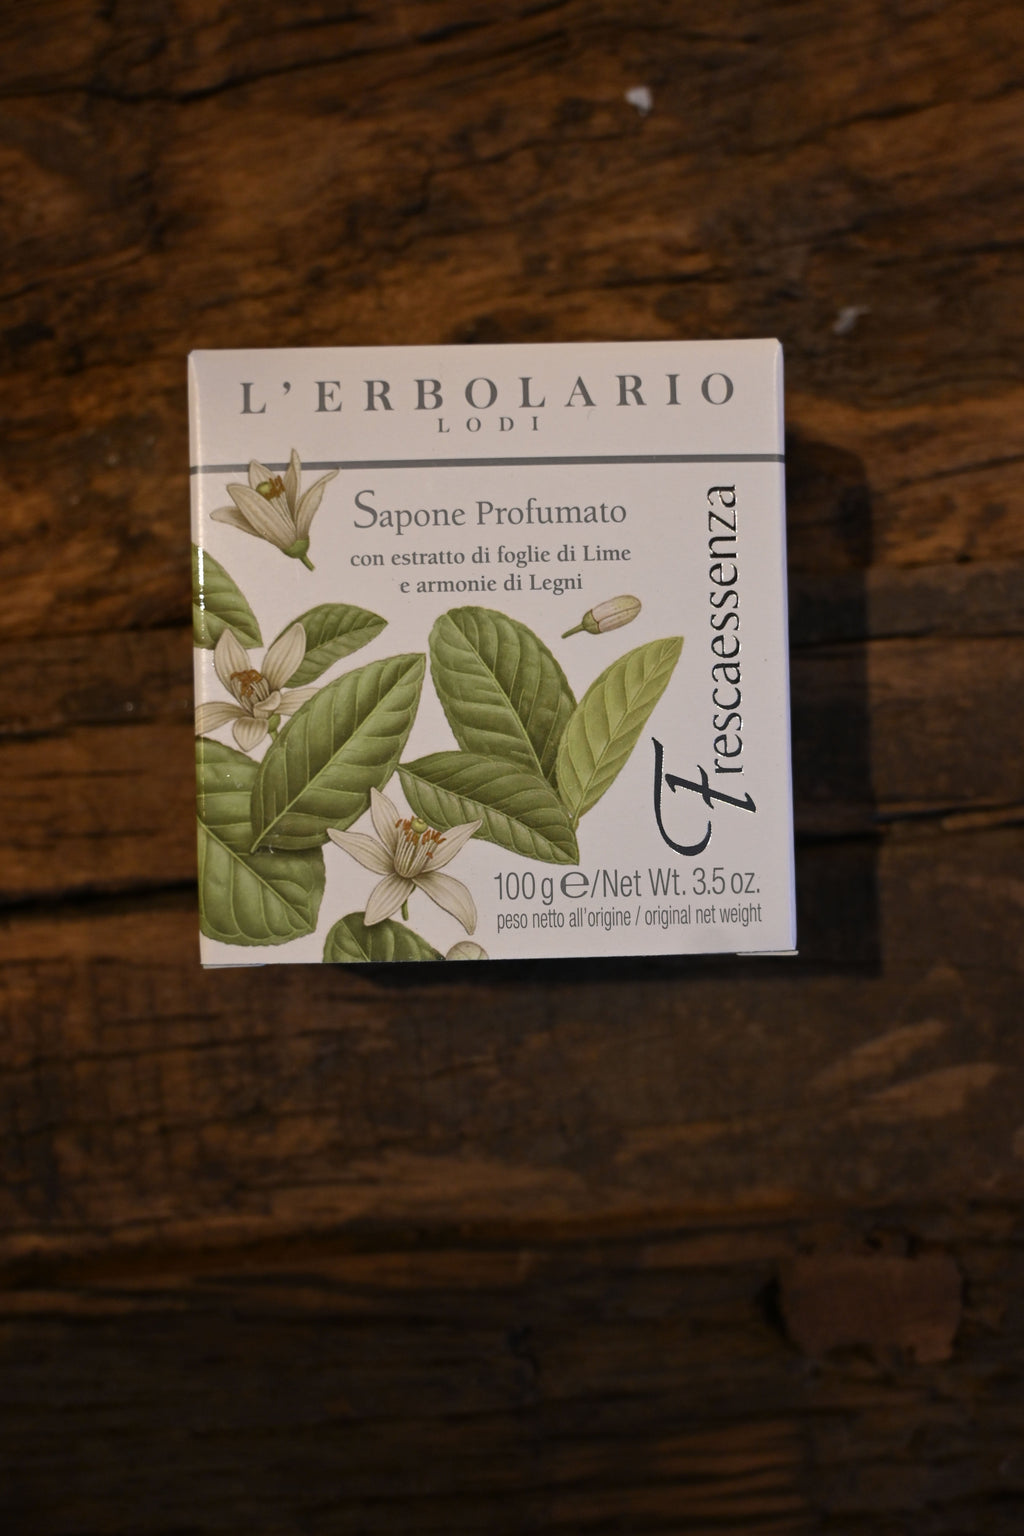 L'ERBOLARIO
LODI
Sapone Profumato
con estratto di foglie di Lime
e armonie di Legni
Frescaessenza
100 g ℮/Net Wt. 3.5 oz.
peso netto all'origine / original net weight